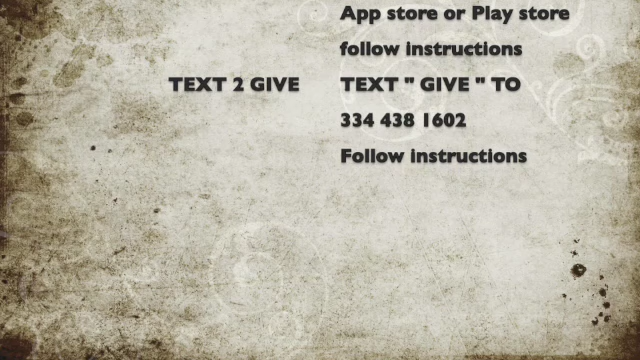 App store or Play store
follow instructions
TEXT 2 GIVE TEXT " GIVE " TO
334 438 1602
Follow instructions